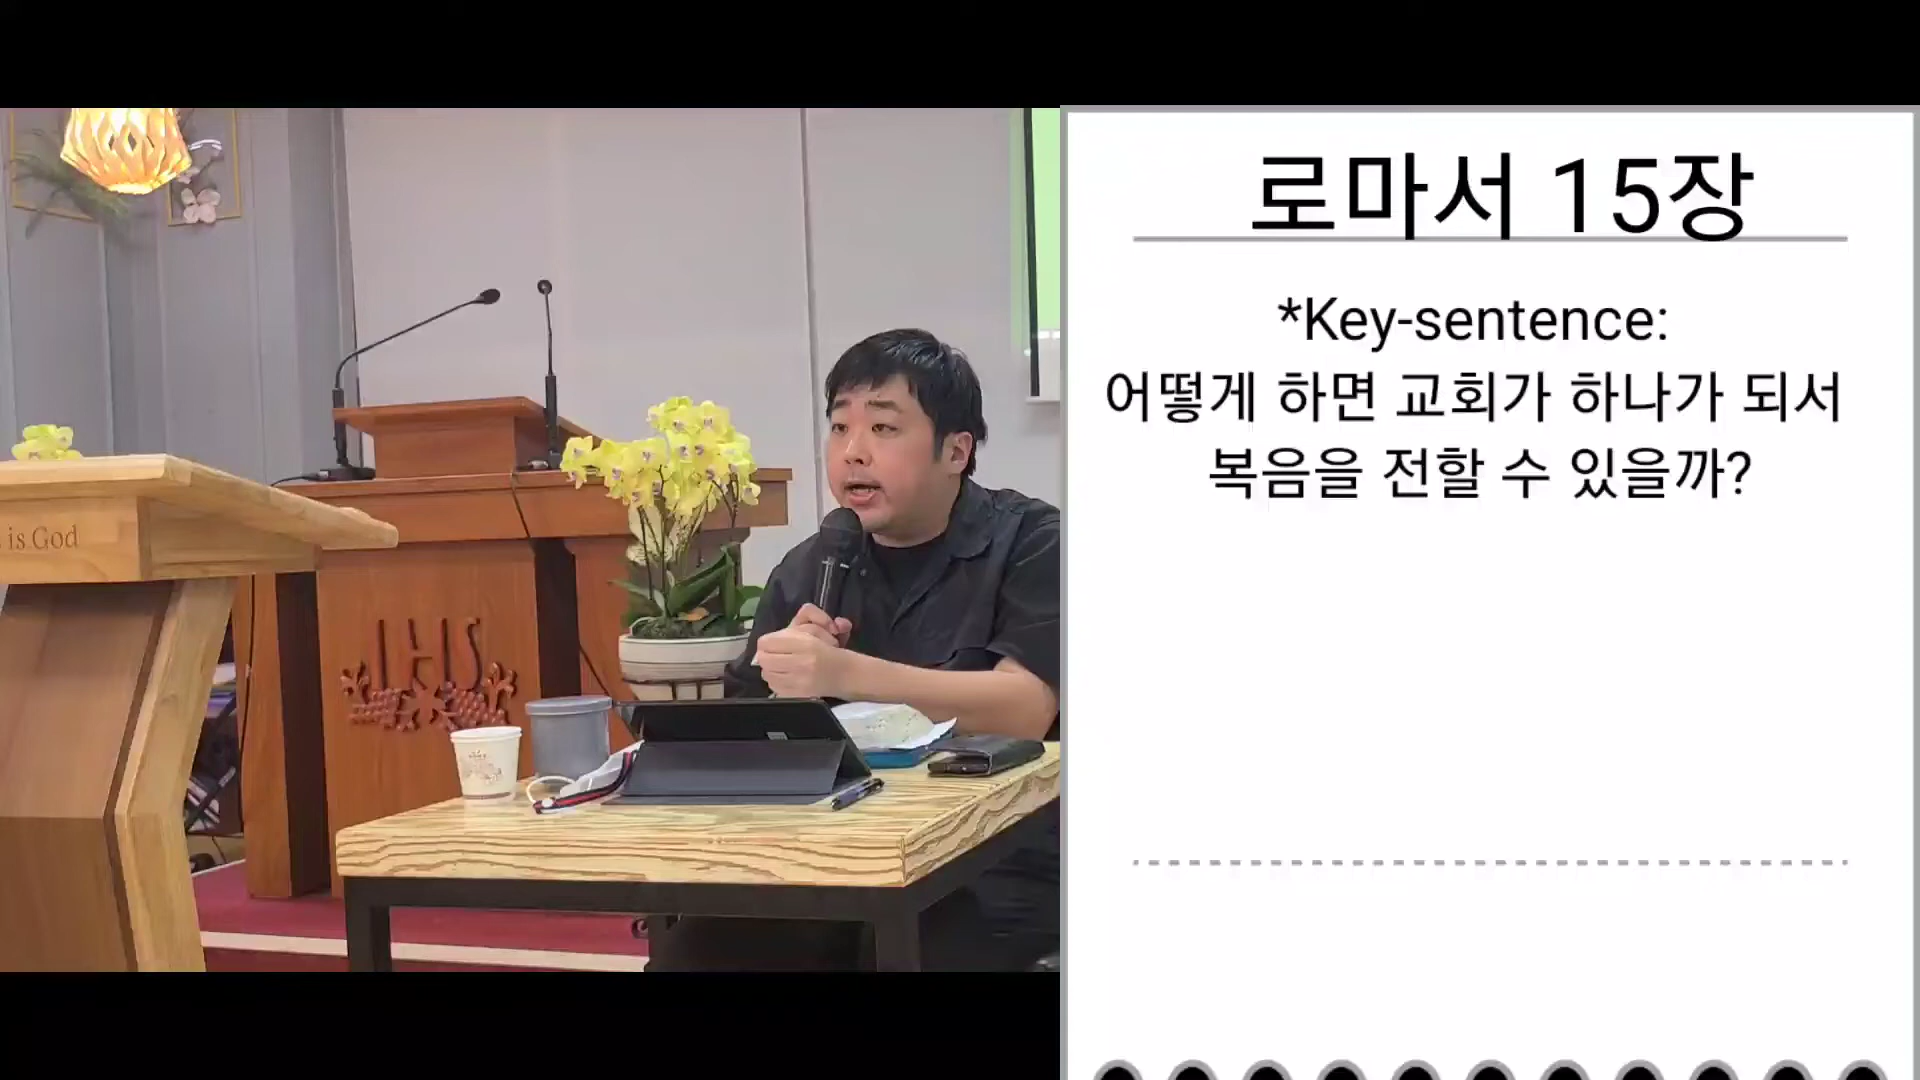 is God
IHS
로마서 15장
*Key-sentence:
어떻게 하면 교회가 하나가 되서
복음을 전할 수 있을까?